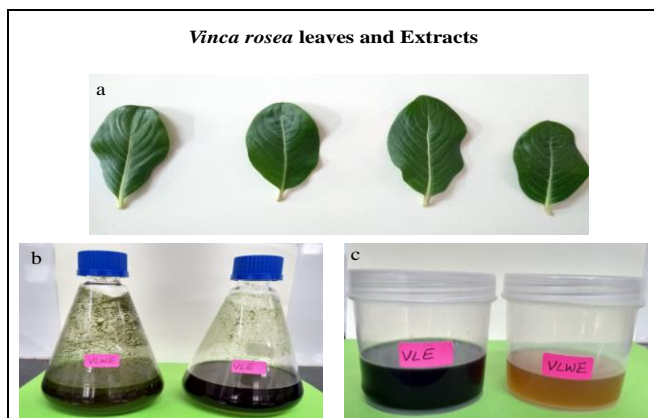 Vinca rosea leaves and Extracts
a
b
VLWE
VLE
c
VLE
VLWE